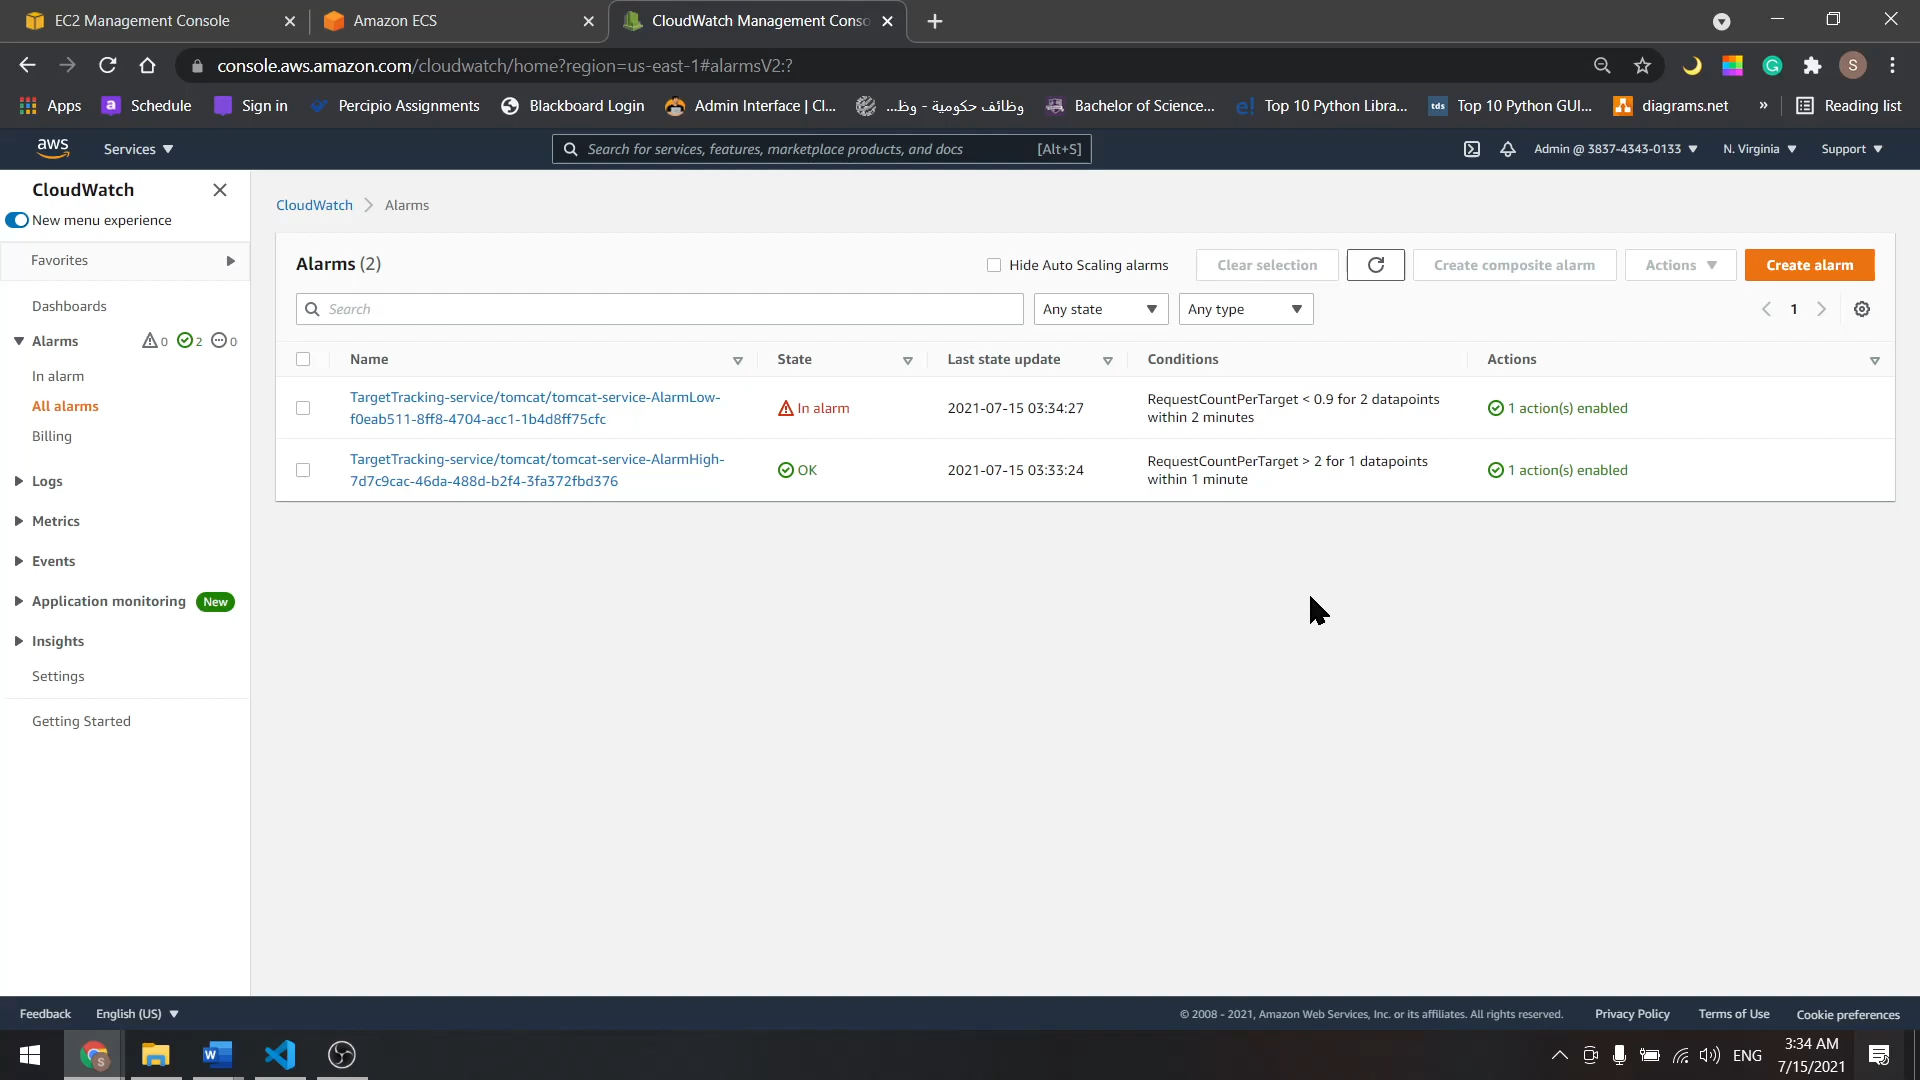 EC2 Management Console
Amazon ECS
CloudWatch Management Conso
console.aws.amazon.com/cloudwatch/home?region=us-east-1#alarmsV2:?
S
Apps
Schedule
Sign in
Percipio Assignments
Blackboard Login
Admin Interface | Cl...
وظائف حكومية - وظ...
Bachelor of Science...
Top 10 Python Libra...
tds Top 10 Python GUI...
diagrams.net
»
Reading list
aws
Services
Search for services, features, marketplace products, and docs [Alt+S]
Admin @ 3837-4343-0133
N. Virginia
Support
CloudWatch
New menu experience
Favorites
Dashboards
Alarms 0 2 0
In alarm
All alarms
Billing
Logs
Metrics
Events
Application monitoring New
Insights
Settings
Getting Started
CloudWatch > Alarms
Alarms (2)
Hide Auto Scaling alarms
Clear selection
Create composite alarm
Actions
Create alarm
Search
Any state
Any type
1
Name State Last state update Conditions Actions
TargetTracking-service/tomcat/tomcat-service-AlarmLow-
f0eab511-8ff8-4704-acc1-1b4d8ff75cfc
In alarm
2021-07-15 03:34:27
RequestCountPerTarget < 0.9 for 2 datapoints
within 2 minutes
1 action(s) enabled
TargetTracking-service/tomcat/tomcat-service-AlarmHigh-
7d7c9cac-46da-488d-b2f4-3fa372fbd376
OK
2021-07-15 03:33:24
RequestCountPerTarget > 2 for 1 datapoints
within 1 minute
1 action(s) enabled
Feedback
English (US)
© 2008 - 2021, Amazon Web Services, Inc. or its affiliates. All rights reserved.
Privacy Policy
Terms of Use
Cookie preferences
ENG
3:34 AM
7/15/2021